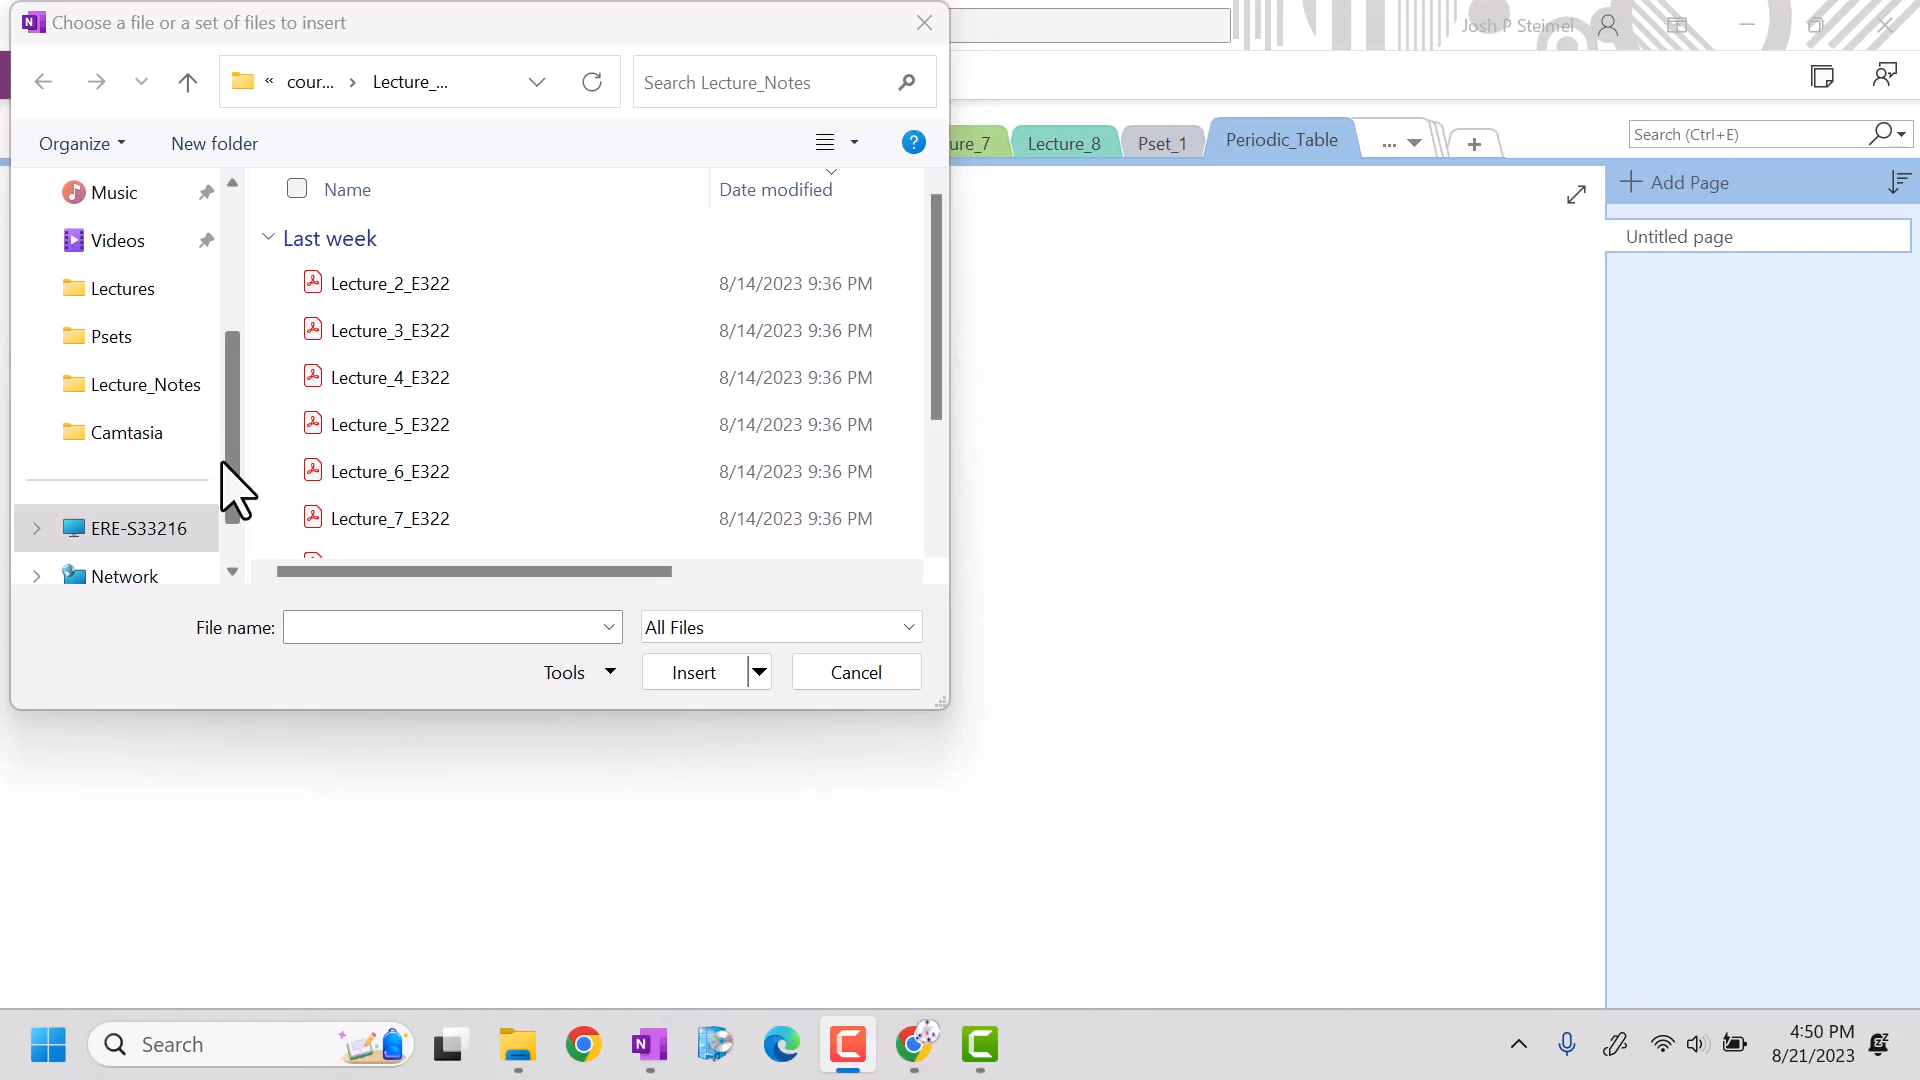 Choose a file or a set of files to insert
Josh P Steimel
« cour... › Lecture_...
Search Lecture_Notes
Organize
New folder
?
ure_7
Lecture_8
Pset_1
Periodic_Table
...
+
Search (Ctrl+E)
Add Page
Untitled page
Music
Videos
Lectures
Psets
Lecture_Notes
Camtasia
ERE-S33216
Network
Name
Date modified
Last week
Lecture_2_E322 8/14/2023 9:36 PM
Lecture_3_E322 8/14/2023 9:36 PM
Lecture_4_E322 8/14/2023 9:36 PM
Lecture_5_E322 8/14/2023 9:36 PM
Lecture_6_E322 8/14/2023 9:36 PM
Lecture_7_E322 8/14/2023 9:36 PM
File name:
All Files
Tools
Insert
Cancel
Search
4:50 PM
8/21/2023